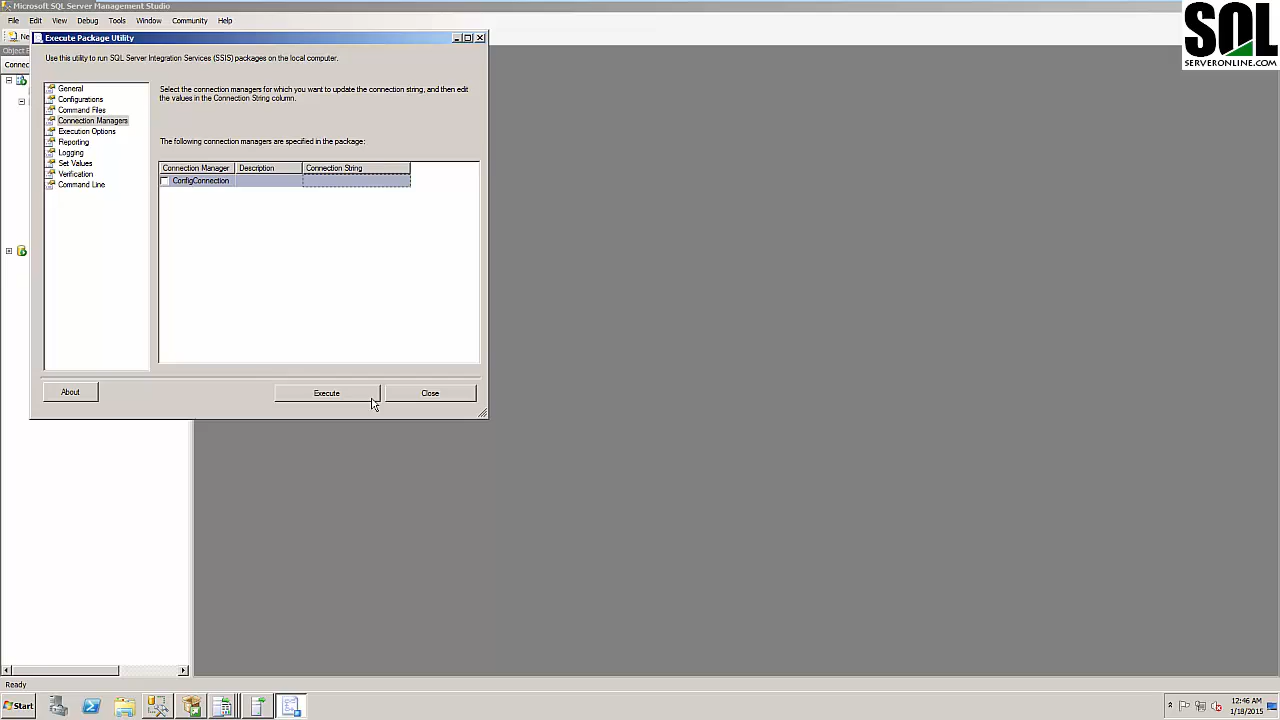 Microsoft SQL Server Management Studio
SQL
SERVERONLINE.COM
File Edit View Debug Tools Window Community Help
Execute Package Utility
Use this utility to run SQL Server Integration Services (SSIS) packages on the local computer.
General
Configurations
Command Files
Connection Managers
Execution Options
Reporting
Logging
Set Values
Verification
Command Line
Select the connection managers for which you want to update the connection string, and then edit
the values in the Connection String column.
The following connection managers are specified in the package:
Connection Manager Description Connection String
ConfigConnection
About Execute Close
Ready
Start
12:46 AM
1/18/2015